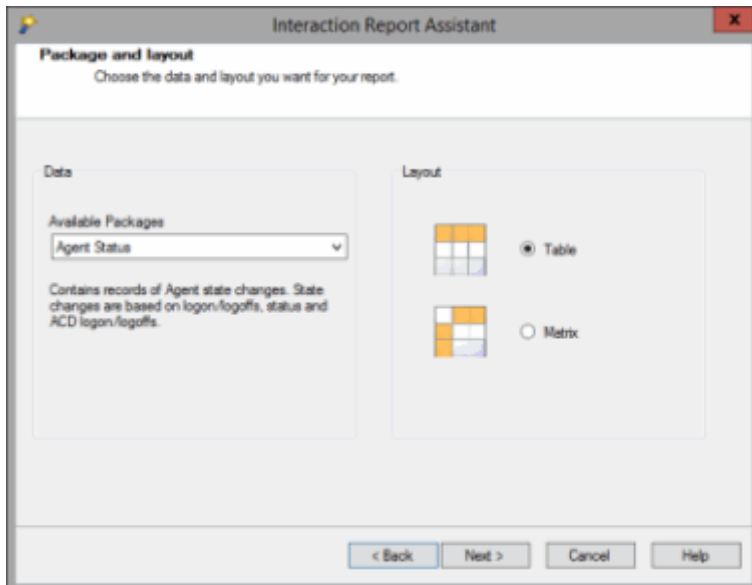 Interaction Report Assistant
x
Package and layout
Choose the data and layout you want for your report.
Data
Layout
Available Packages
Agent Status
Table
Contains records of Agent state changes. State
changes are based on logon/logoffs, status and
ACD logon/logoffs.
Matrix
< Back
Next >
Cancel
Help